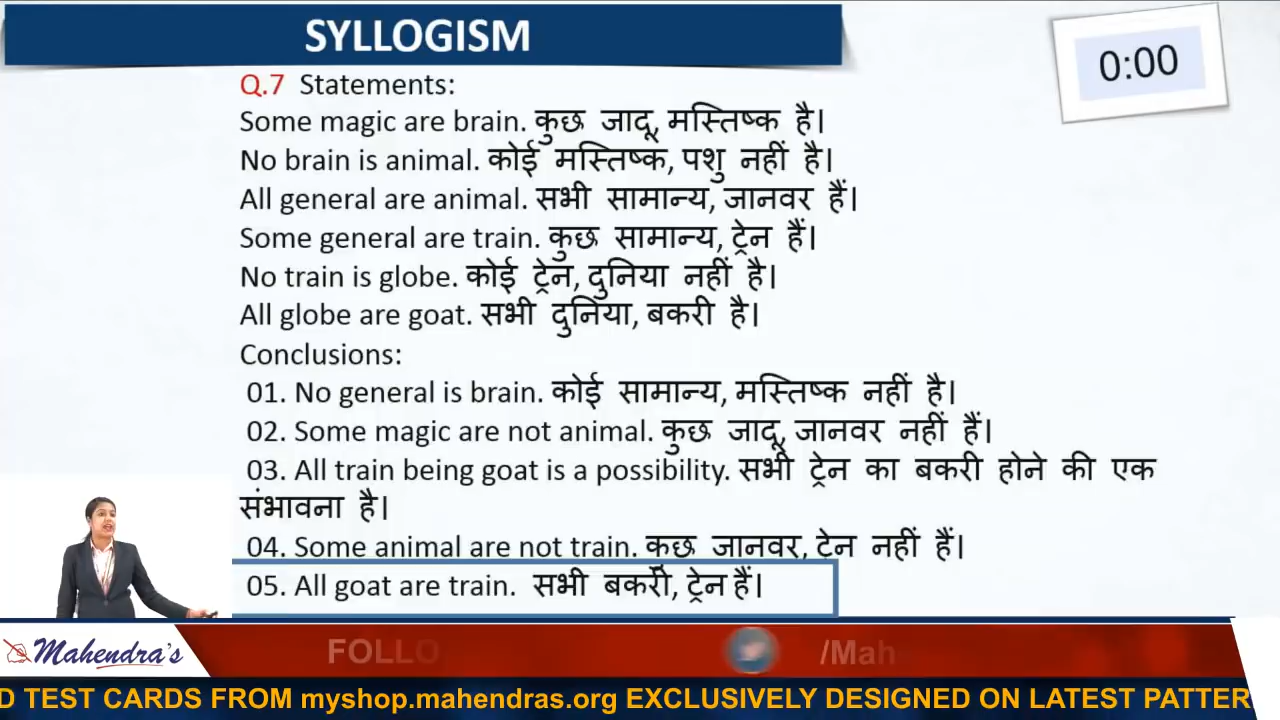 SYLLOGISM
0:00
Q.7 Statements:
Some magic are brain. कुछ जादू, मस्तिष्क है।
No brain is animal. कोई मस्तिष्क, पशु नहीं है।
All general are animal. सभी सामान्य, जानवर हैं।
Some general are train. कुछ सामान्य, ट्रेन हैं।
No train is globe. कोई ट्रेन, दुनिया नहीं है।
All globe are goat. सभी दुनिया, बकरी है।
Conclusions:
01. No general is brain. कोई सामान्य, मस्तिष्क नहीं है।
02. Some magic are not animal. कुछ जादू, जानवर नहीं हैं।
03. All train being goat is a possibility. सभी ट्रेन का बकरी होने की एक
संभावना है।
04. Some animal are not train. कुछ जानवर, ट्रेन नहीं हैं।
05. All goat are train. सभी बकरी, ट्रेन हैं।
Mahendra's
FOLLO
/Mah
D TEST CARDS FROM myshop.mahendras.org EXCLUSIVELY DESIGNED ON LATEST PATTER